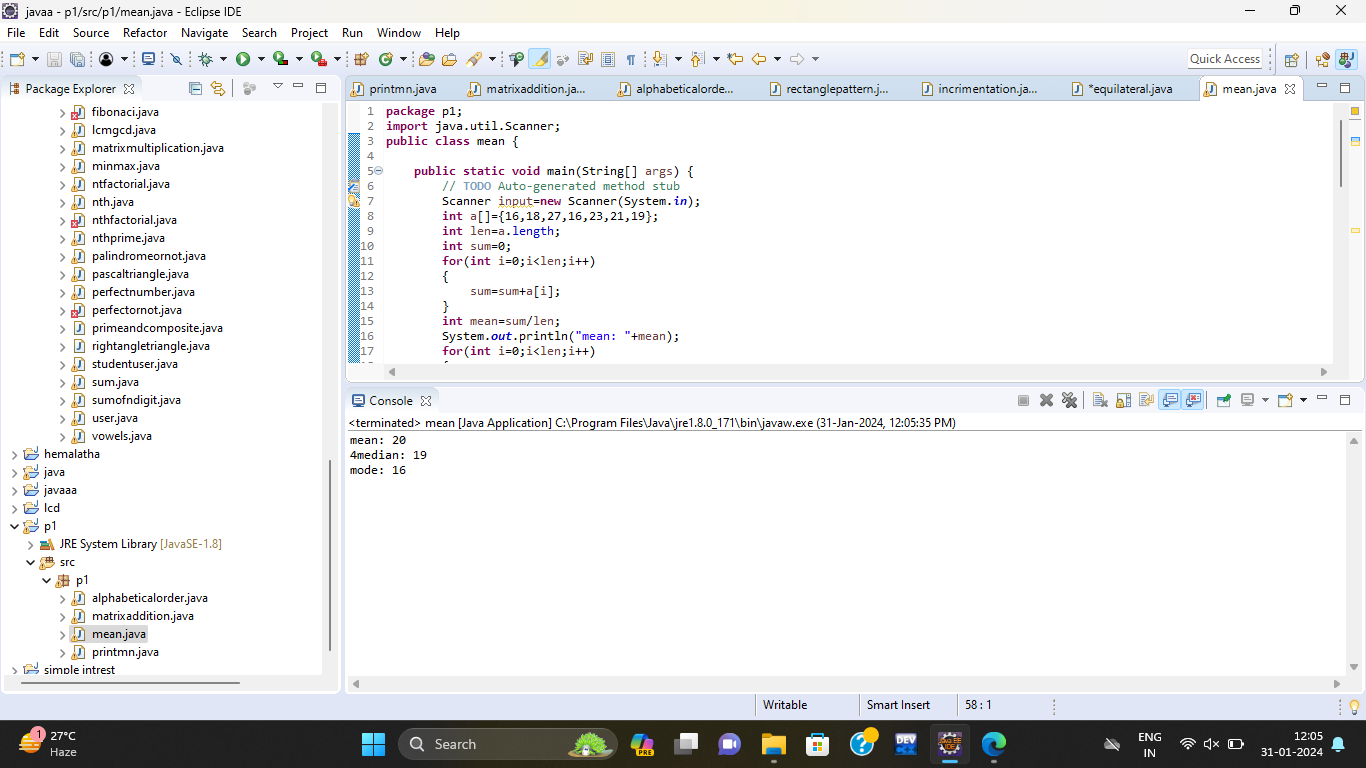 javaa - p1/src/p1/mean.java - Eclipse IDE
File Edit Source Refactor Navigate Search Project Run Window Help
Quick Access
Package Explorer
fibonaci.java
lcmgcd.java
matrixmultiplication.java
minmax.java
ntfactorial.java
nth.java
nthfactorial.java
nthprime.java
palindromeornot.java
pascaltriangle.java
perfectnumber.java
perfectornot.java
primeandcomposite.java
rightangletriangle.java
studentuser.java
sum.java
sumofndigit.java
user.java
vowels.java
hemalatha
java
javaaa
lcd
p1
JRE System Library [JavaSE-1.8]
src
p1
alphabeticalorder.java
matrixaddition.java
mean.java
printmn.java
simple intrest
printmn.java matrixaddition.ja... alphabeticalorde... rectanglepattern.j... incrimentation.ja... *equilateral.java mean.java
1 package p1;
2 import java.util.Scanner;
3 public class mean {
4
5 public static void main(String[] args) {
6 // TODO Auto-generated method stub
7 Scanner input=new Scanner(System.in);
8 int a[]={16,18,27,16,23,21,19};
9 int len=a.length;
10 int sum=0;
11 for(int i=0;i<len;i++)
12 {
13 sum=sum+a[i];
14 }
15 int mean=sum/len;
16 System.out.println("mean: "+mean);
17 for(int i=0;i<len;i++)
Console
<terminated> mean [Java Application] C:\Program Files\Java\jre1.8.0_171\bin\javaw.exe (31-Jan-2024, 12:05:35 PM)
mean: 20
4median: 19
mode: 16
Writable Smart Insert 58 : 1
1
27°C
Haze
Search
PRE
DEV
Java EE
IDE
ENG
IN
12:05
31-01-2024